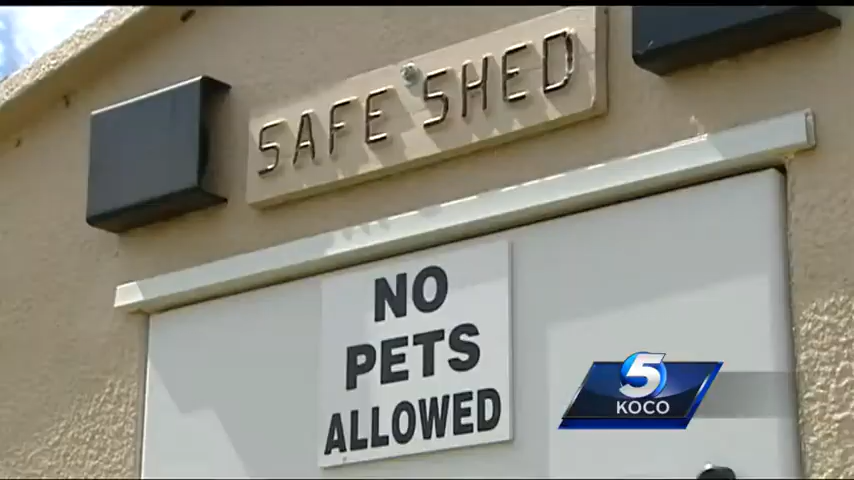 SAFE SHED
NO
PETS
ALLOWED
5
KOCO